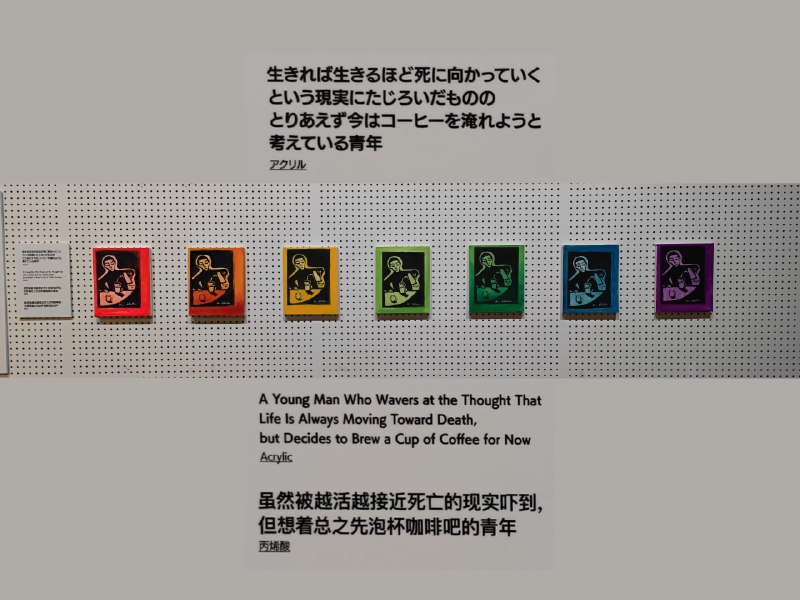 生きれば生きるほど死に向かっていく
という現実にたじろいだものの
とりあえず今はコーヒーを淹れようと
考えている青年
アクリル
A Young Man Who Wavers at the Thought That
Life Is Always Moving Toward Death,
but Decides to Brew a Cup of Coffee for Now
Acrylic
虽然被越活越接近死亡的现实吓到,
但想着总之先泡杯咖啡吧的青年
丙烯酸